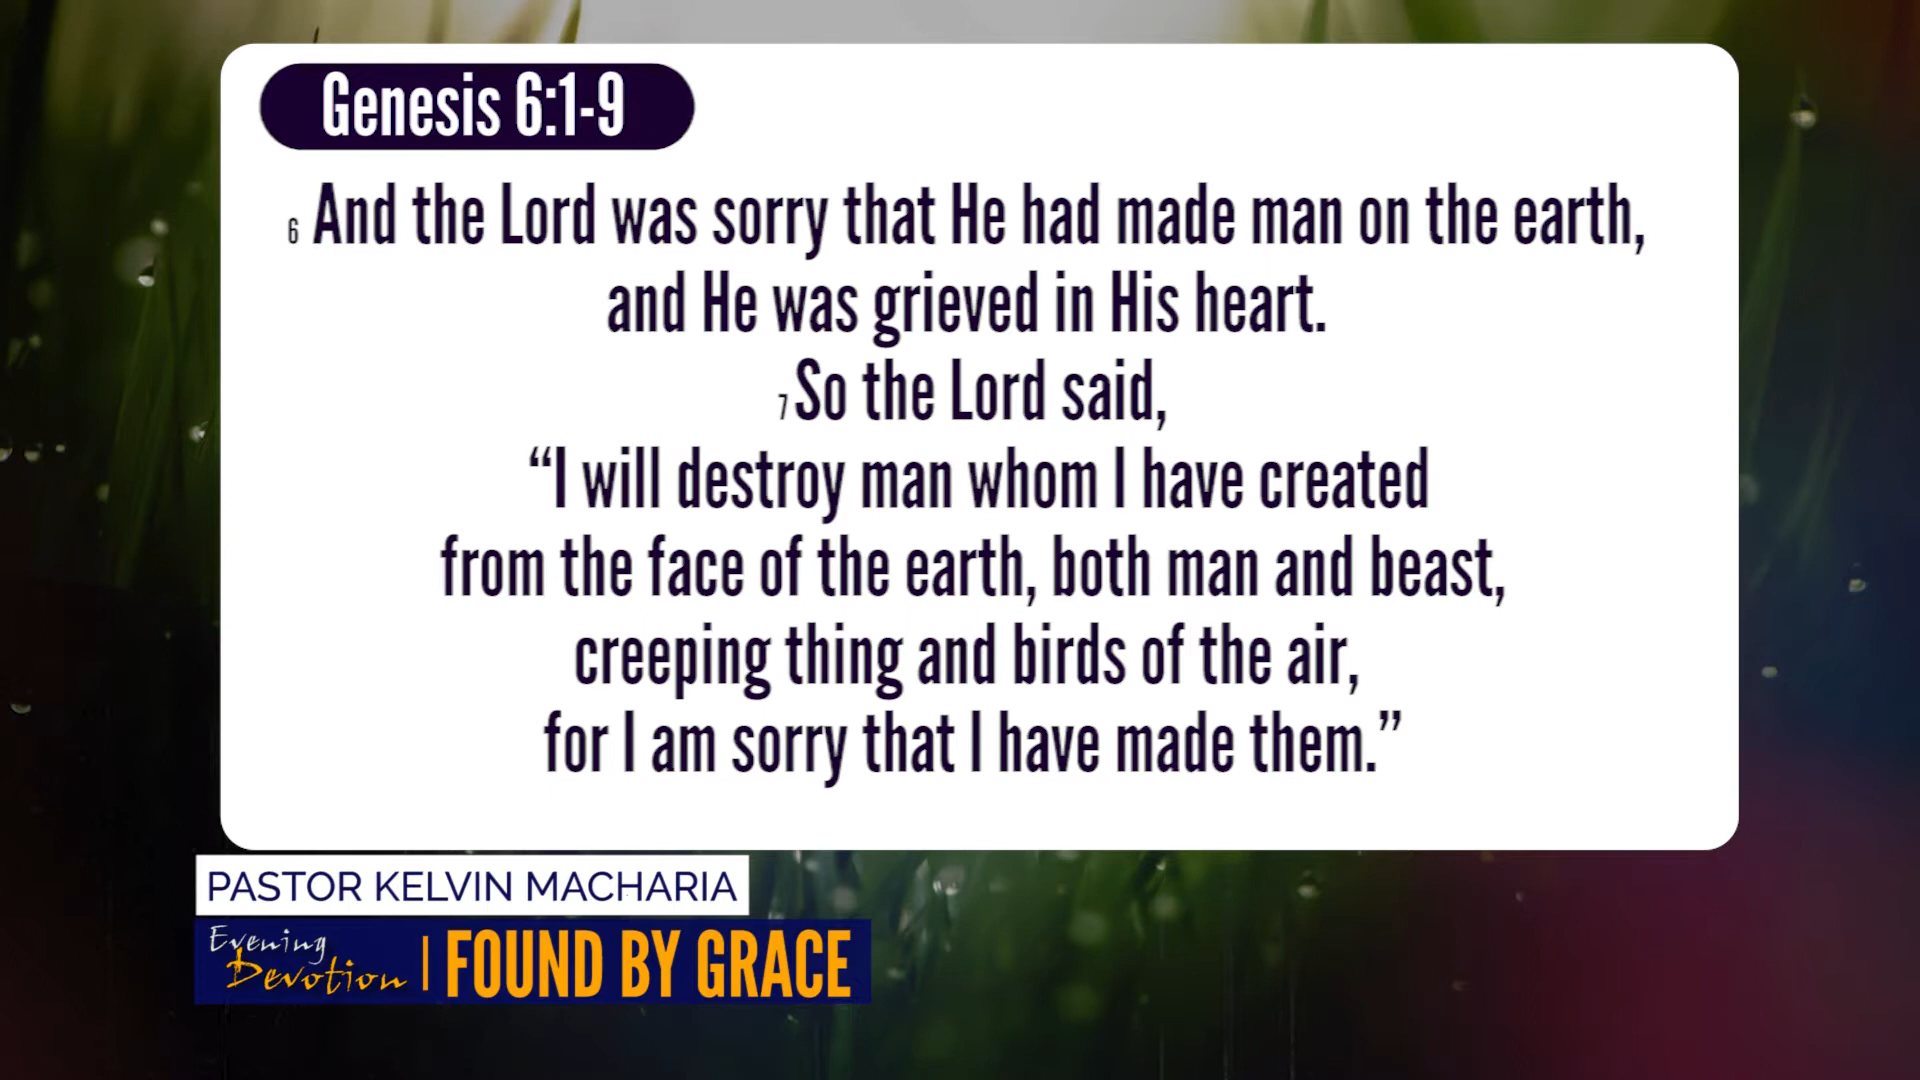 Genesis 6:1-9
6 And the Lord was sorry that He had made man on the earth,
and He was grieved in His heart.
7 So the Lord said,
“I will destroy man whom I have created
from the face of the earth, both man and beast,
creeping thing and birds of the air,
for I am sorry that I have made them.”
PASTOR KELVIN MACHARIA
Evening
Devotion | FOUND BY GRACE